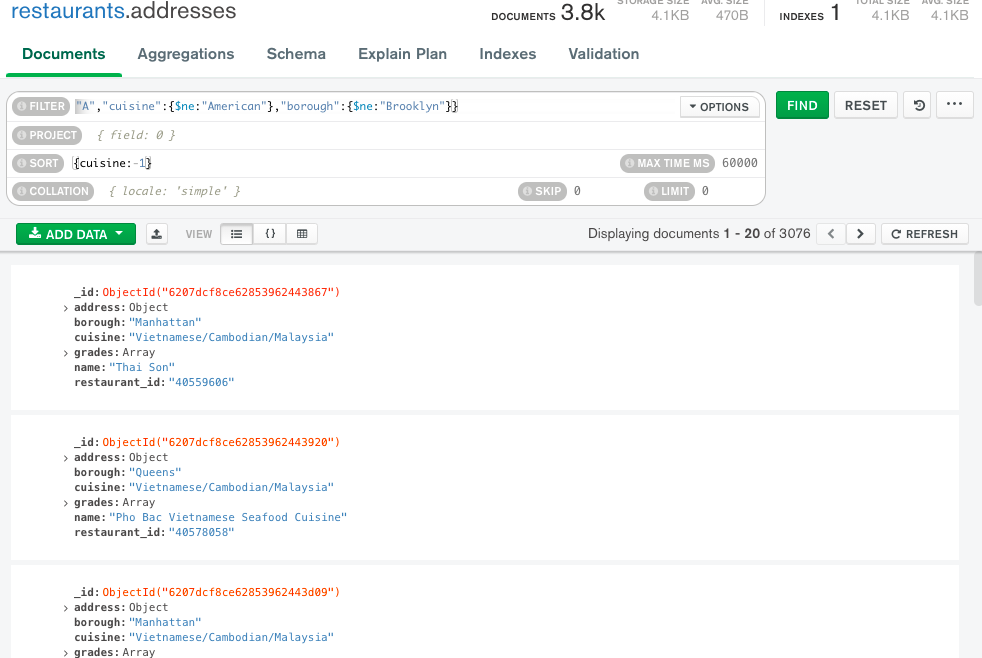 restaurants.addresses
DOCUMENTS 3.8k STORAGE SIZE 4.1KB AVG. SIZE 470B INDEXES 1 TOTAL SIZE 4.1KB AVG. SIZE 4.1KB
Documents Aggregations Schema Explain Plan Indexes Validation
FILTER "A","cuisine":{$ne:"American"},"borough":{$ne:"Brooklyn"}} OPTIONS FIND RESET ...
PROJECT { field: 0 }
SORT {cuisine:-1} MAX TIME MS 60000
COLLATION { locale: 'simple' } SKIP 0 LIMIT 0
ADD DATA VIEW {} Displaying documents 1 - 20 of 3076 < > REFRESH
_id: ObjectId("6207dcf8ce62853962443867")
> address: Object
borough: "Manhattan"
cuisine: "Vietnamese/Cambodian/Malaysia"
> grades: Array
name: "Thai Son"
restaurant_id: "40559606"
_id: ObjectId("6207dcf8ce62853962443920")
> address: Object
borough: "Queens"
cuisine: "Vietnamese/Cambodian/Malaysia"
> grades: Array
name: "Pho Bac Vietnamese Seafood Cuisine"
restaurant_id: "40578058"
_id: ObjectId("6207dcf8ce62853962443d09")
> address: Object
borough: "Manhattan"
cuisine: "Vietnamese/Cambodian/Malaysia"
> grades: Array